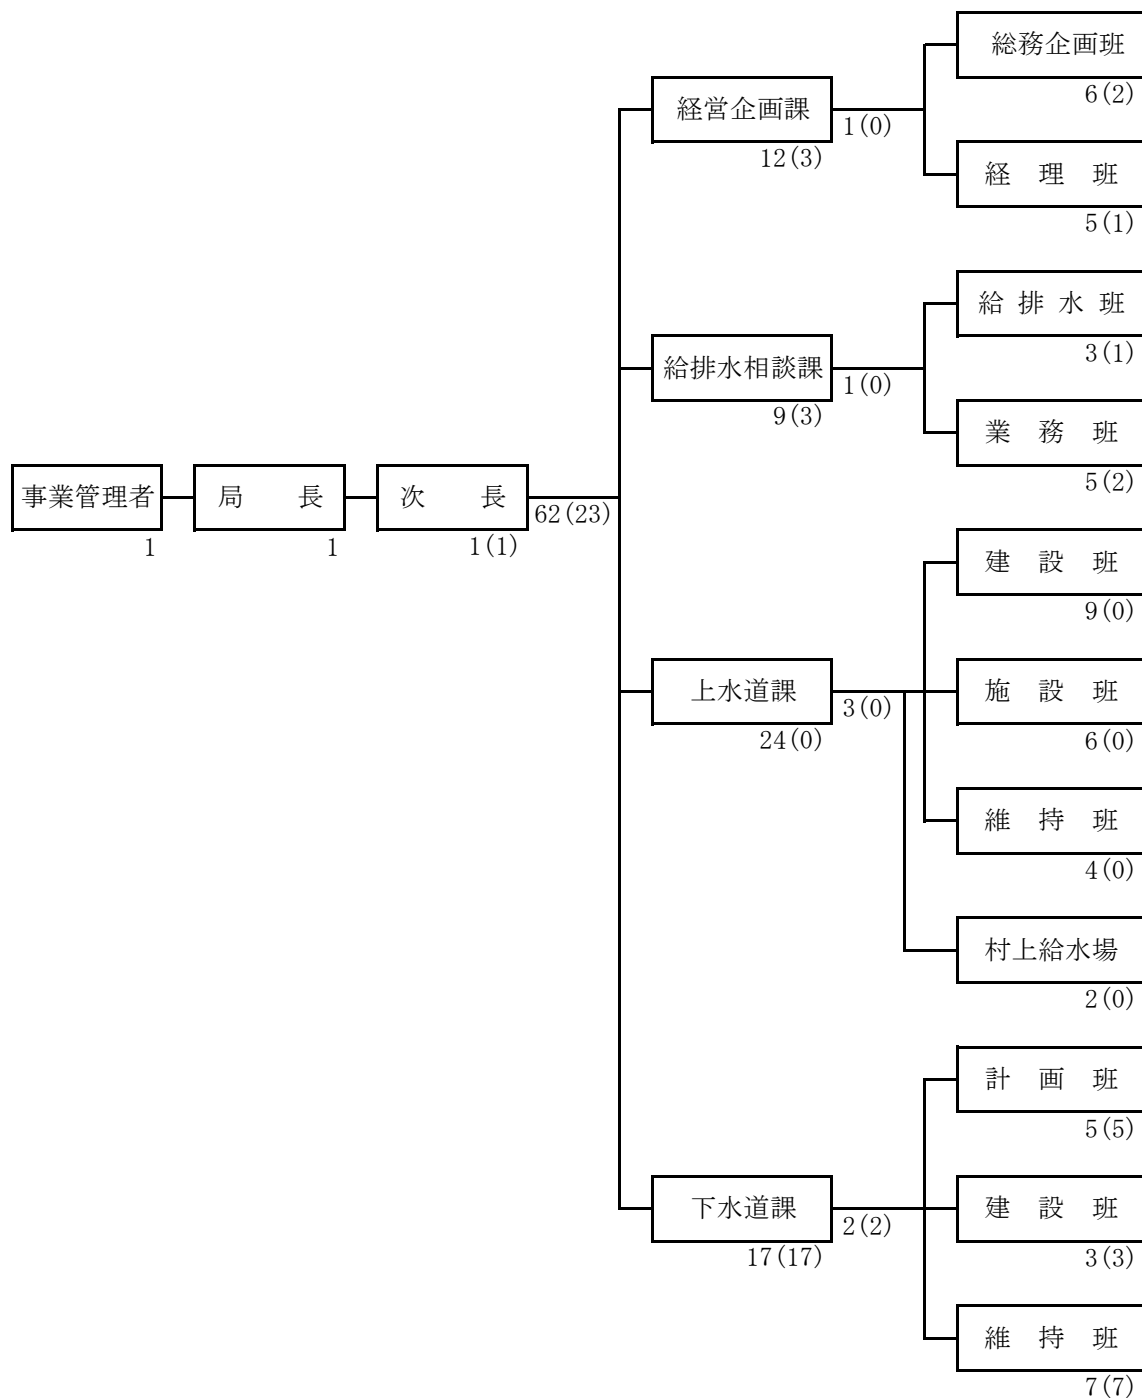 事業管理者
1
局長
1
次長
1(1)
62(23)
経営企画課
12(3)
1(0)
総務企画班
6(2)
経理班
5(1)
給排水相談課
9(3)
1(0)
給排水班
3(1)
業務班
5(2)
上水道課
24(0)
3(0)
建設班
9(0)
施設班
6(0)
維持班
4(0)
村上給水場
2(0)
下水道課
17(17)
2(2)
計画班
5(5)
建設班
3(3)
維持班
7(7)